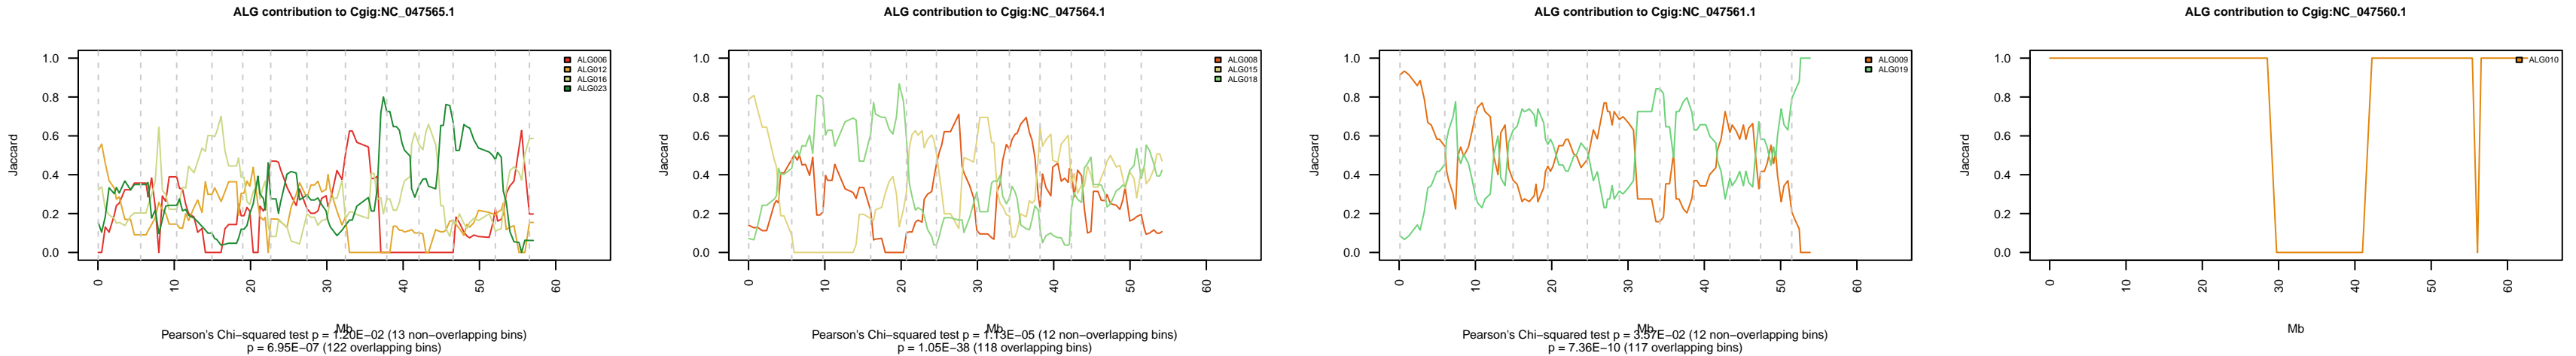 ALG contribution to Cgig:NC_047565.1
1.0
0.8
0.6
0.4
0.2
0.0
Jaccard
0
10
20
30
40
50
60
ALG006
ALG012
ALG016
ALG023
Mb
Pearson's Chi−squared test p = 1.20E−02 (13 non−overlapping bins)
p = 6.95E−07 (122 overlapping bins)
ALG contribution to Cgig:NC_047564.1
1.0
0.8
0.6
0.4
0.2
0.0
Jaccard
0
10
20
30
40
50
60
ALG008
ALG015
ALG018
Mb
Pearson's Chi−squared test p = 1.13E−05 (12 non−overlapping bins)
p = 1.05E−38 (118 overlapping bins)
ALG contribution to Cgig:NC_047561.1
1.0
0.8
0.6
0.4
0.2
0.0
Jaccard
0
10
20
30
40
50
60
ALG009
ALG019
Mb
Pearson's Chi−squared test p = 3.57E−02 (12 non−overlapping bins)
p = 7.36E−10 (117 overlapping bins)
ALG contribution to Cgig:NC_047560.1
1.0
0.8
0.6
0.4
0.2
0.0
Jaccard
0
10
20
30
40
50
60
ALG010
Mb